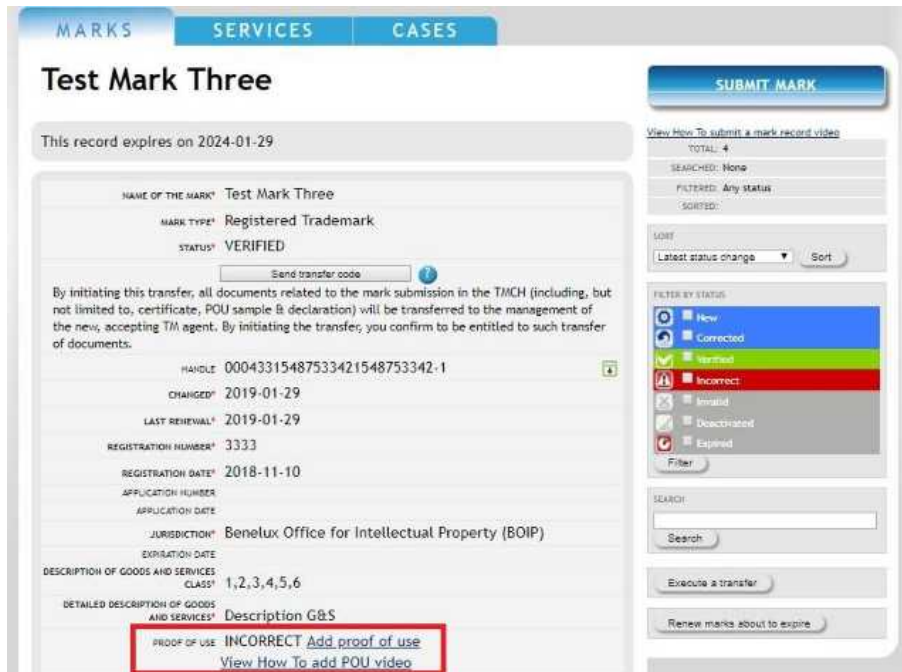 MARKS SERVICES CASES
Test Mark Three
This record expires on 2024-01-29
NAME OF THE MARK* Test Mark Three
MARK TYPE* Registered Trademark
STATUS* VERIFIED
Send transfer code ?
By initiating this transfer, all documents related to the mark submission in the TMCH (including, but
not limited to, certificate, POU sample & declaration) will be transferred to the management of
the new, accepting TM agent. By initiating the transfer, you confirm to be entitled to such transfer
of documents.
HANDLE 00043315487533421548753342-1
CHANGED* 2019-01-29
LAST RENEWAL* 2019-01-29
REGISTRATION NUMBER* 3333
REGISTRATION DATE* 2018-11-10
APPLICATION NUMBER
APPLICATION DATE
JURISDICTION* Benelux Office for Intellectual Property (BOIP)
EXPIRATION DATE
DESCRIPTION OF GOODS AND SERVICES
CLASS* 1,2,3,4,5,6
DETAILED DESCRIPTION OF GOODS
AND SERVICES* Description G&S
PROOF OF USE INCORRECT Add proof of use
View How To add POU video
SUBMIT MARK
View How To submit a mark record video
TOTAL: 4
SEARCHED: None
FILTERED: Any status
SORTED:
SORT
Latest status change Sort
FILTER BY STATUS
New
Corrected
Verified
Incorrect
Invalid
Deactivated
Expired
Filter
SEARCH
Search
Execute a transfer
Renew marks about to expire